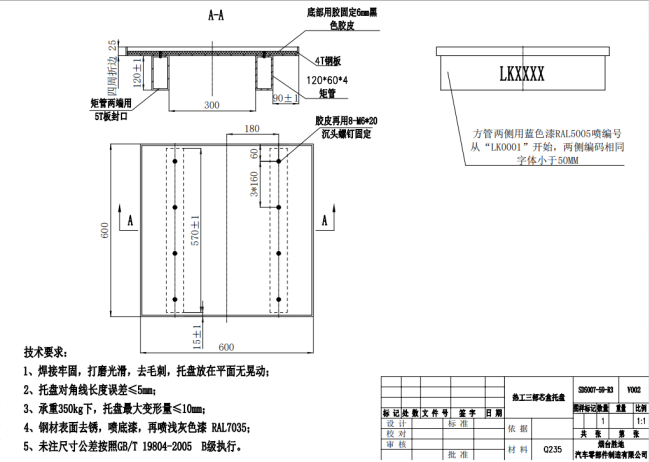 A-A
底部用胶固定6mm黑
色胶皮
25
四周折边
120±1
4T钢板
120*60*4
矩管
矩管两端用
5T板封口
300
90±1
LKXXXX
方管两侧用蓝色漆RAL5005喷编号
从“LK0001”开始，两侧编码相同
字体小于50MM
胶皮再用8-M6*20
沉头螺钉固定
180
60
3*160
A
A
600
570±1
15±1
600
技术要求：
1、焊接牢固，打磨光滑，去毛刺，托盘放在平面无晃动；
2、托盘对角线长度误差≤5mm；
3、承重350kg下，托盘最大变形量≤10mm；
4、钢材表面去锈，喷底漆，再喷浅灰色漆 RAL7035；
5、未注尺寸公差按照GB/T 19804-2005 B级执行。
热工三部芯盒托盘
SDS007-59-R3
V002
图样标记
数量
重量
比例
1
1:1
标记
处数
文件号
签字
日期
共 张
第 张
设计
标准
依据
校对
审核
批准
材料
Q235
烟台胜地
汽车零部件制造有限公司